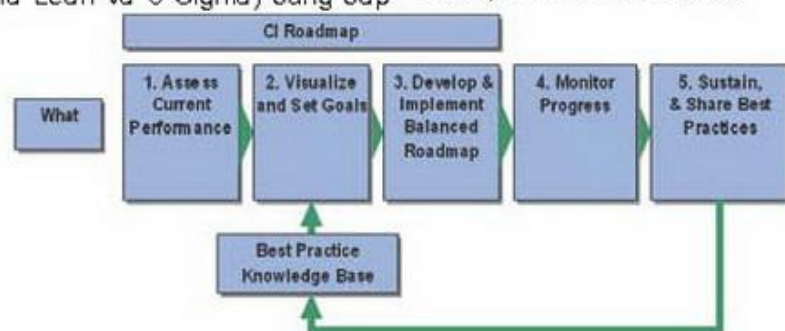 CI Roadmap
What
1. Assess
Current
Performance
2. Visualize
and Set Goals
3. Develop &
Implement
Balanced
Roadmap
4. Monitor
Progress
5. Sustain,
& Share Best
Practices
Best Practice
Knowledge Base